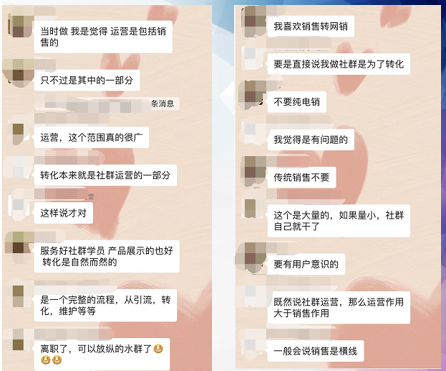 当时做 我是觉得 运营是包括销
售的
只不过是其中的一部分
条消息
运营，这个范围真的很广
转化本来就是社群运营的一部分
这样说才对
服务好社群学员 产品展示的也好
转化是自然而然的
是一个完整的流程，从引流，转
化，维护等等
离职了，可以放纵的水群了
我喜欢销售转网销
要是直接说我做社群是为了转化
不要纯电销
我觉得是有问题的
传统销售不要
这个是大量的，如果量小，社群
自己就干了
要有用户意识的
既然说社群运营，那么运营作用
大于销售作用
一般会说销售是横线